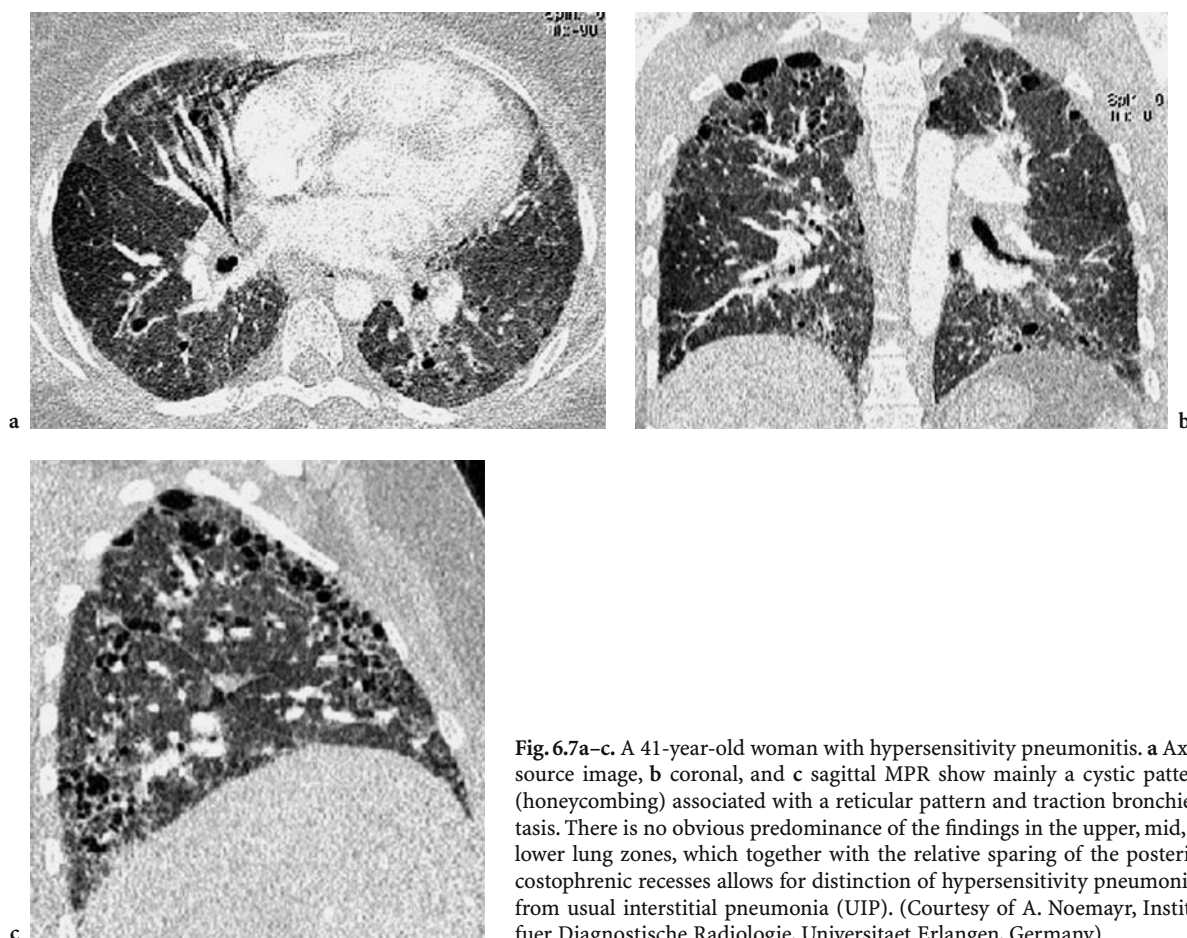 a
b
c
Fig. 6.7a–c. A 41-year-old woman with hypersensitivity pneumonitis. a Ax
source image, b coronal, and c sagittal MPR show mainly a cystic patte
(honeycombing) associated with a reticular pattern and traction bronchie
tasis. There is no obvious predominance of the findings in the upper, mid,
lower lung zones, which together with the relative sparing of the posteri
costophrenic recesses allows for distinction of hypersensitivity pneumoni
from usual interstitial pneumonia (UIP). (Courtesy of A. Noemayr, Instit
fuer Diagnostische Radiologie, Universitaet Erlangen, Germany)